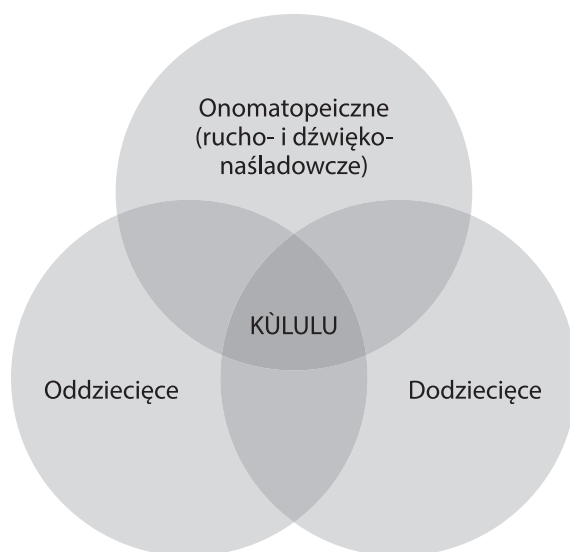 Onomatopeiczne
(rucho- i dźwięko-
naśladowcze)
KÙLULU
Oddziecięce
Dodziecięce